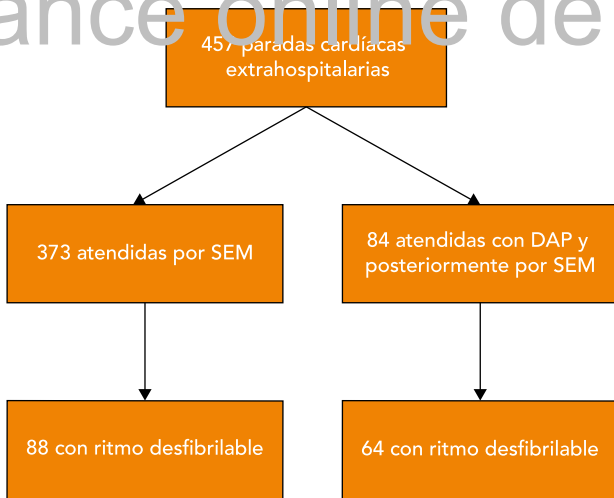 ance online de
457 paradas cardíacas
extrahospitalarias
373 atendidas por SEM
84 atendidas con DAP y
posteriormente por SEM
88 con ritmo desfibrilable
64 con ritmo desfibrilable